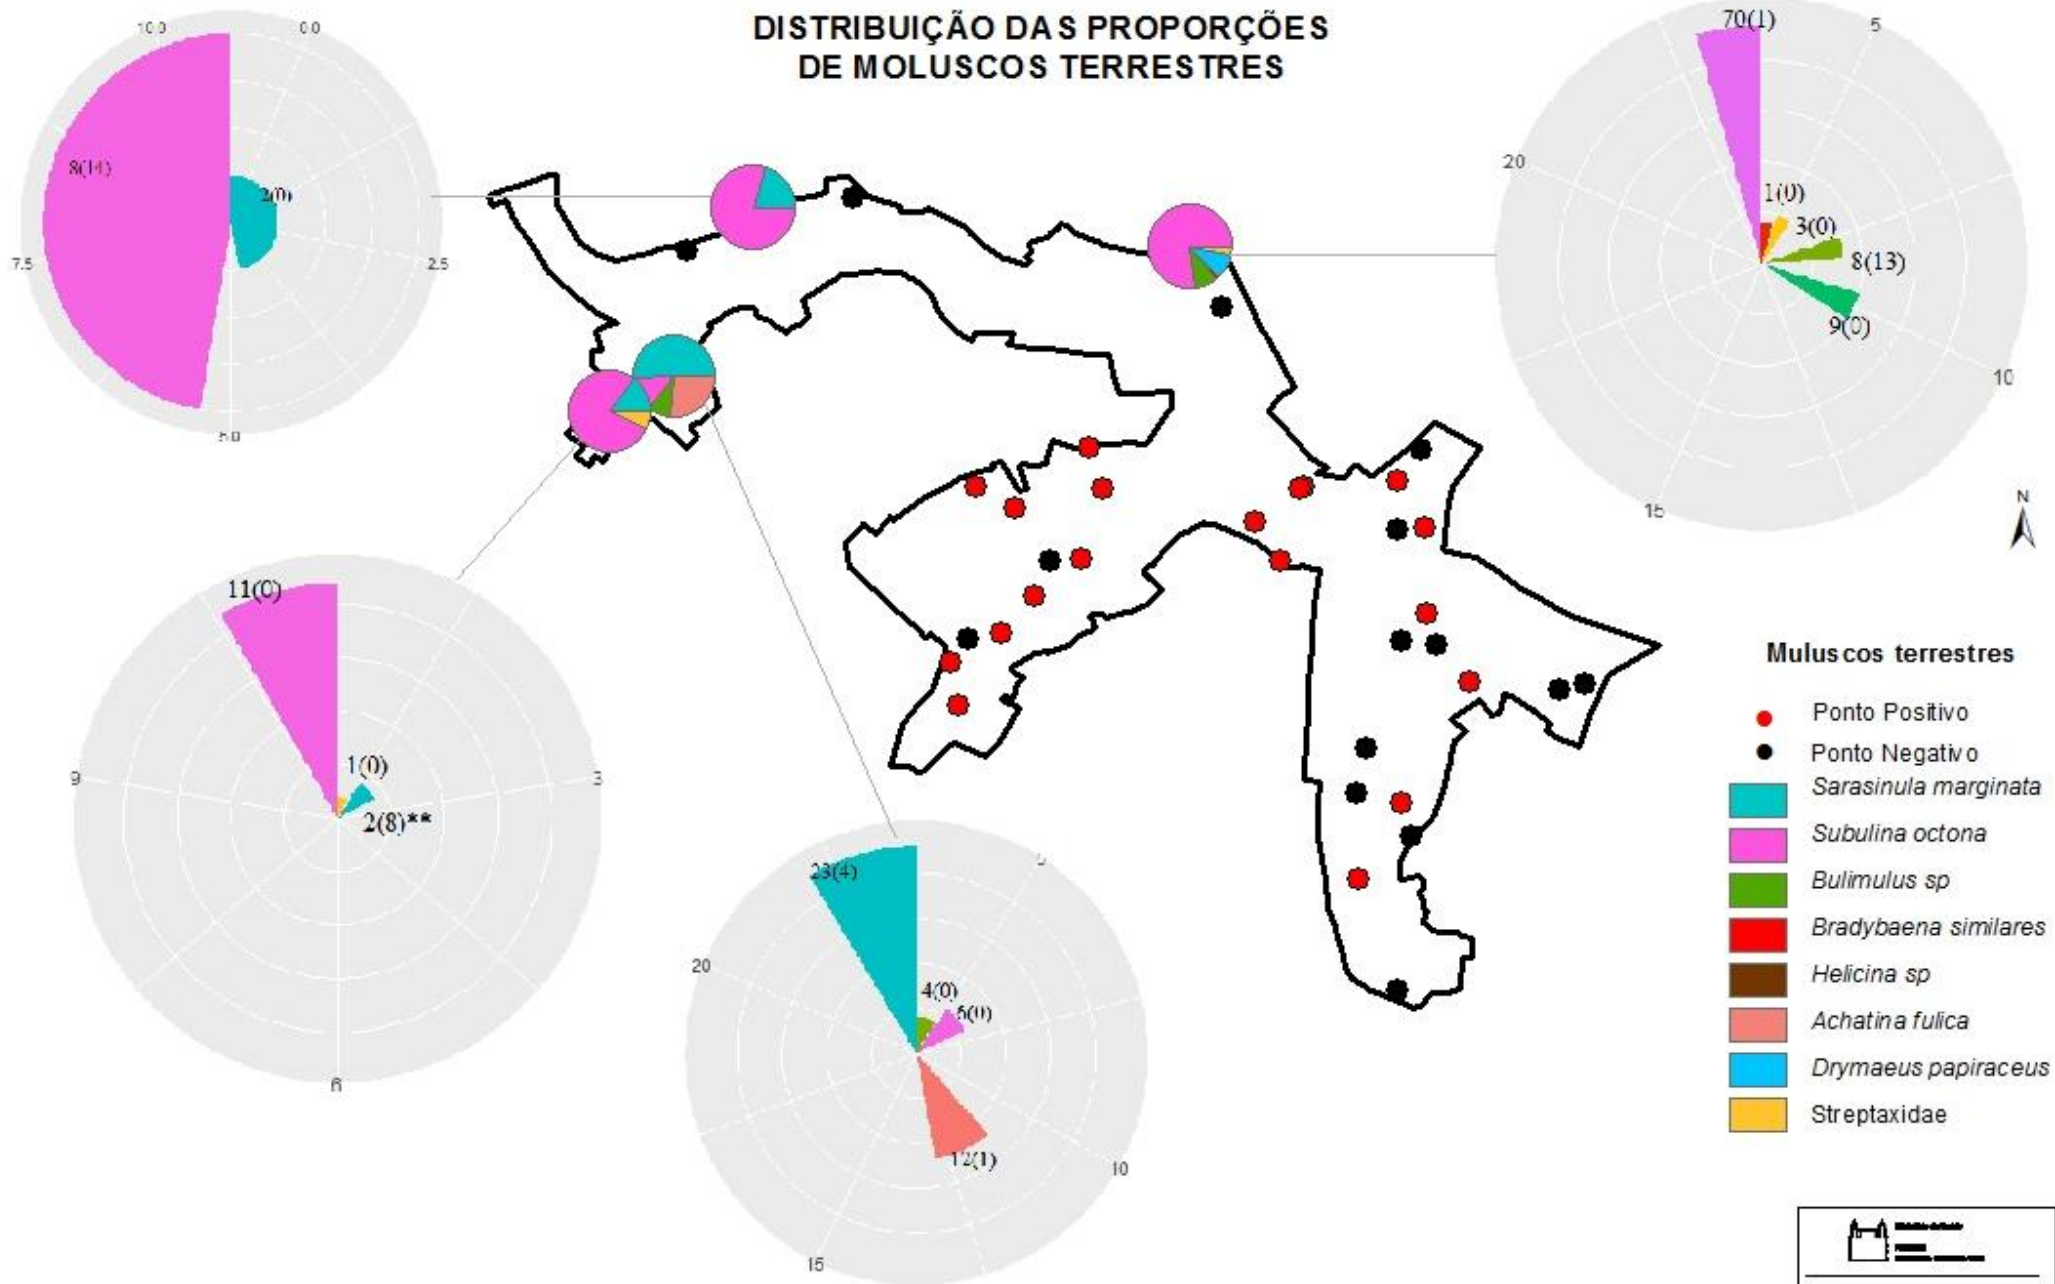 DISTRIBUIÇÃO DAS PROPORÇÕES
DE MOLUSCOS TERRESTRES
10.0
0.0
8(14)
2(0)
7.5
2.5
5.0
70(1)
5
20
1(0)
3(0)
8(13)
9(0)
10
15
N
11(0)
1(0)
9
3
2(8)**
6
23(4)
5
20
4(0)
6(0)
12(1)
10
15
Muluscos terrestres
Ponto Positivo
Ponto Negativo
Sarasinula marginata
Subulina octona
Bulimulus sp
Bradybaena similares
Helicina sp
Achatina fulica
Drymaeus papiraceus
Streptaxidae